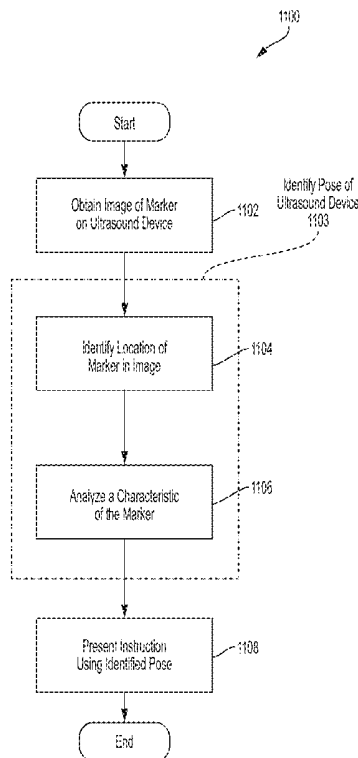 1100
Start
Obtain Image of Marker
on Ultrasound Device
1102
Identify Pose of
Ultrasound Device
1103
Identify Location of
Marker in Image
1104
Analyze a Characteristic
of the Marker
1106
Present Instruction
Using Identified Pose
1108
End